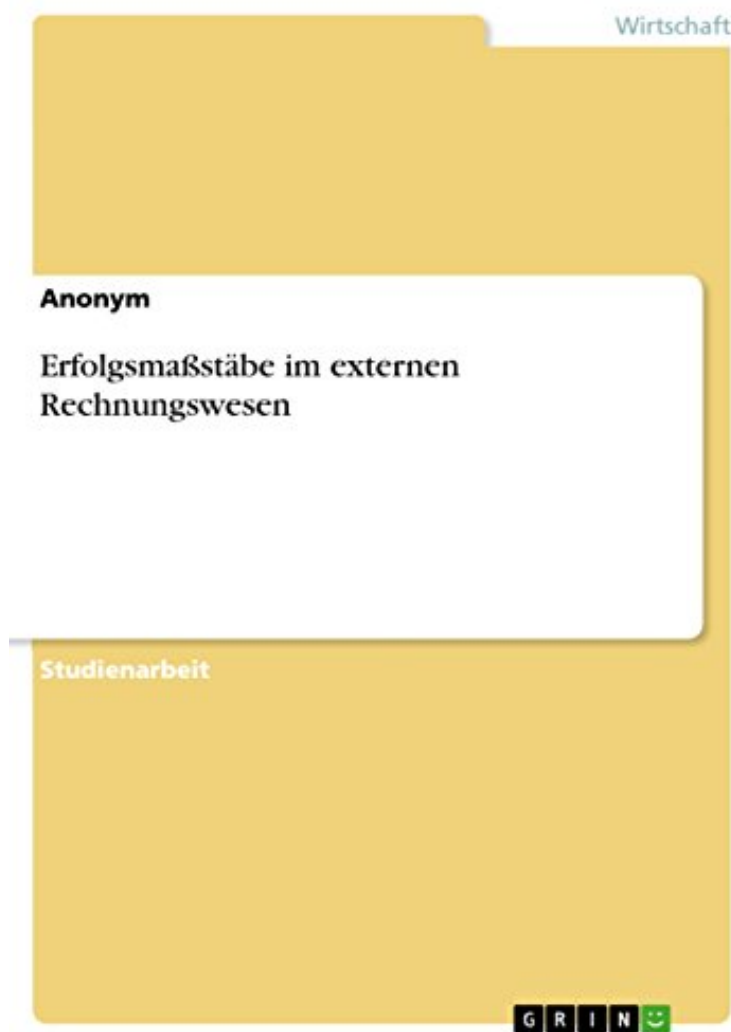 Wirtschaft
Anonym
Erfolgsmaßstäbe im externen
Rechnungswesen
Studienarbeit
GRIN